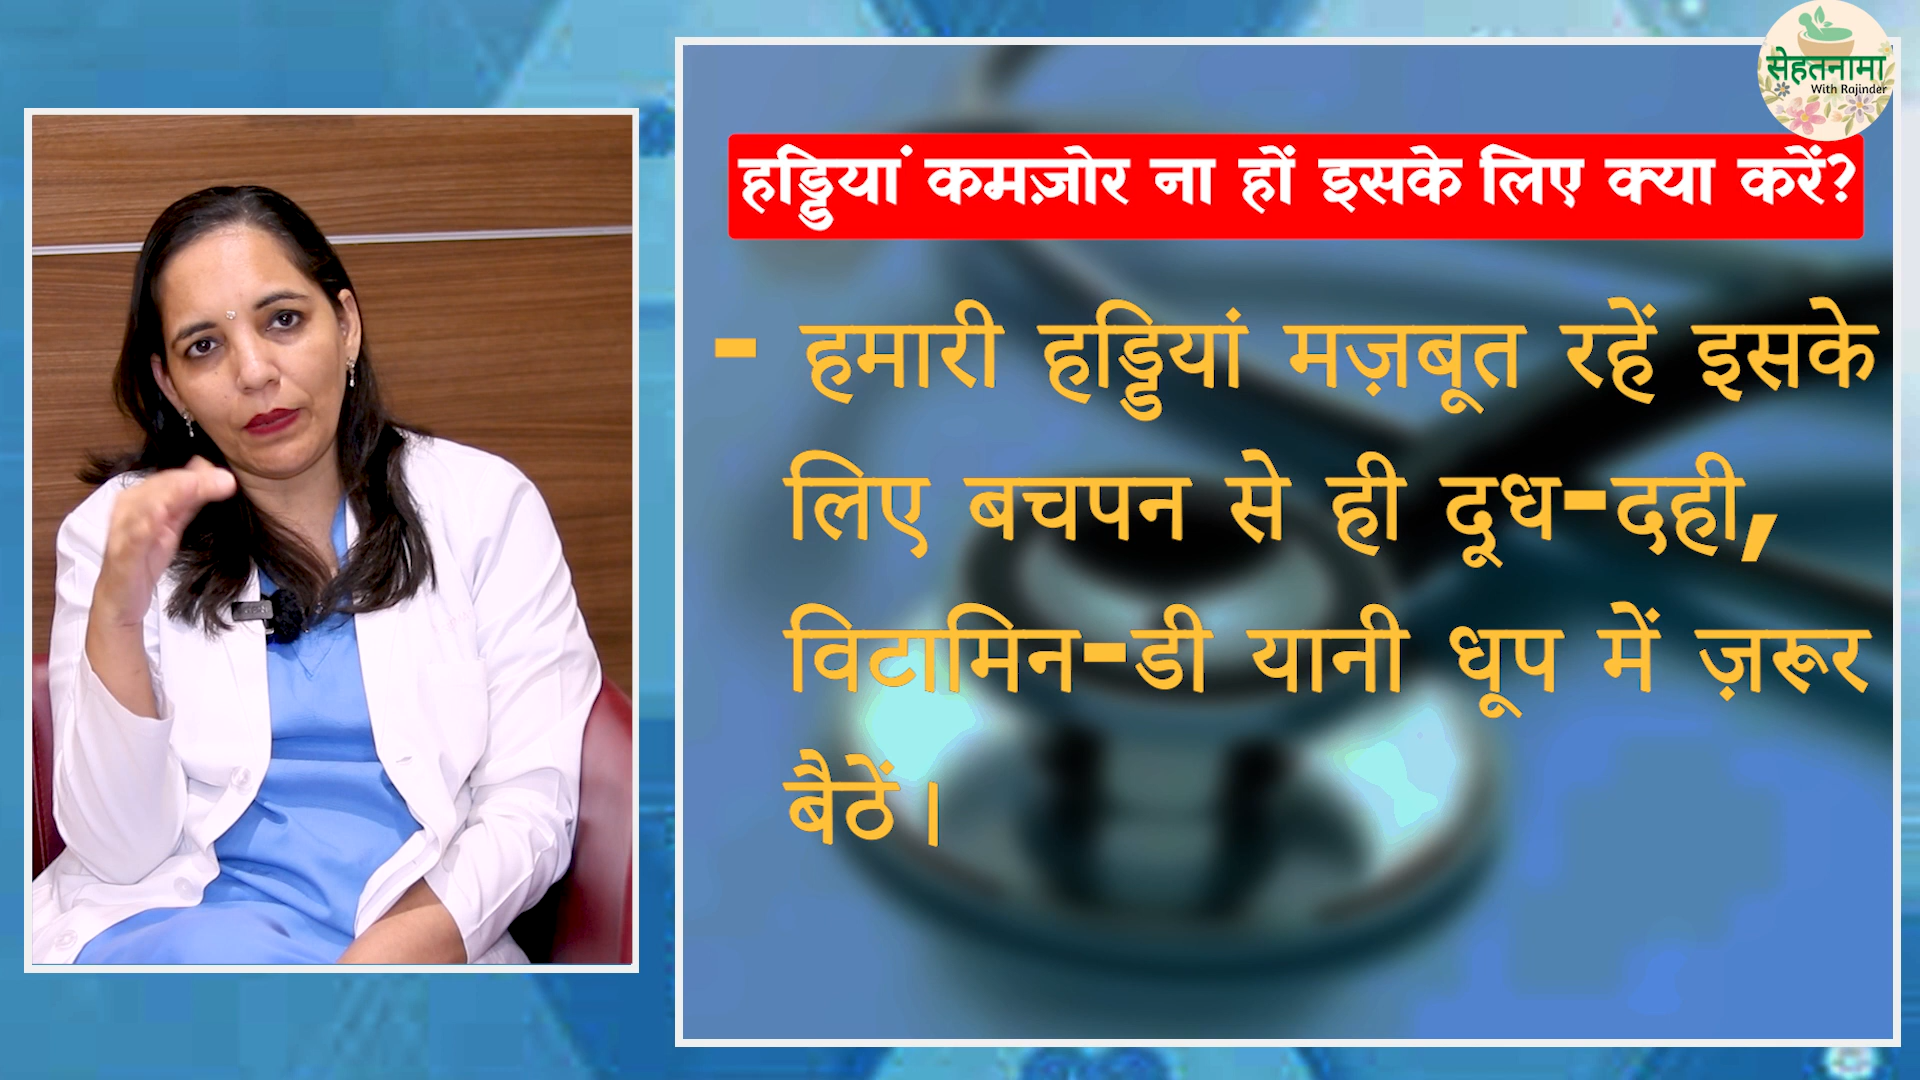 सेहतनामा
With Rajinder
हड्डियां कमज़ोर ना हों इसके लिए क्या करें?
- हमारी हड्डियां मज़बूत रहें इसके
लिए बचपन से ही दूध-दही,
विटामिन-डी यानी धूप में ज़रूर
बैठें।